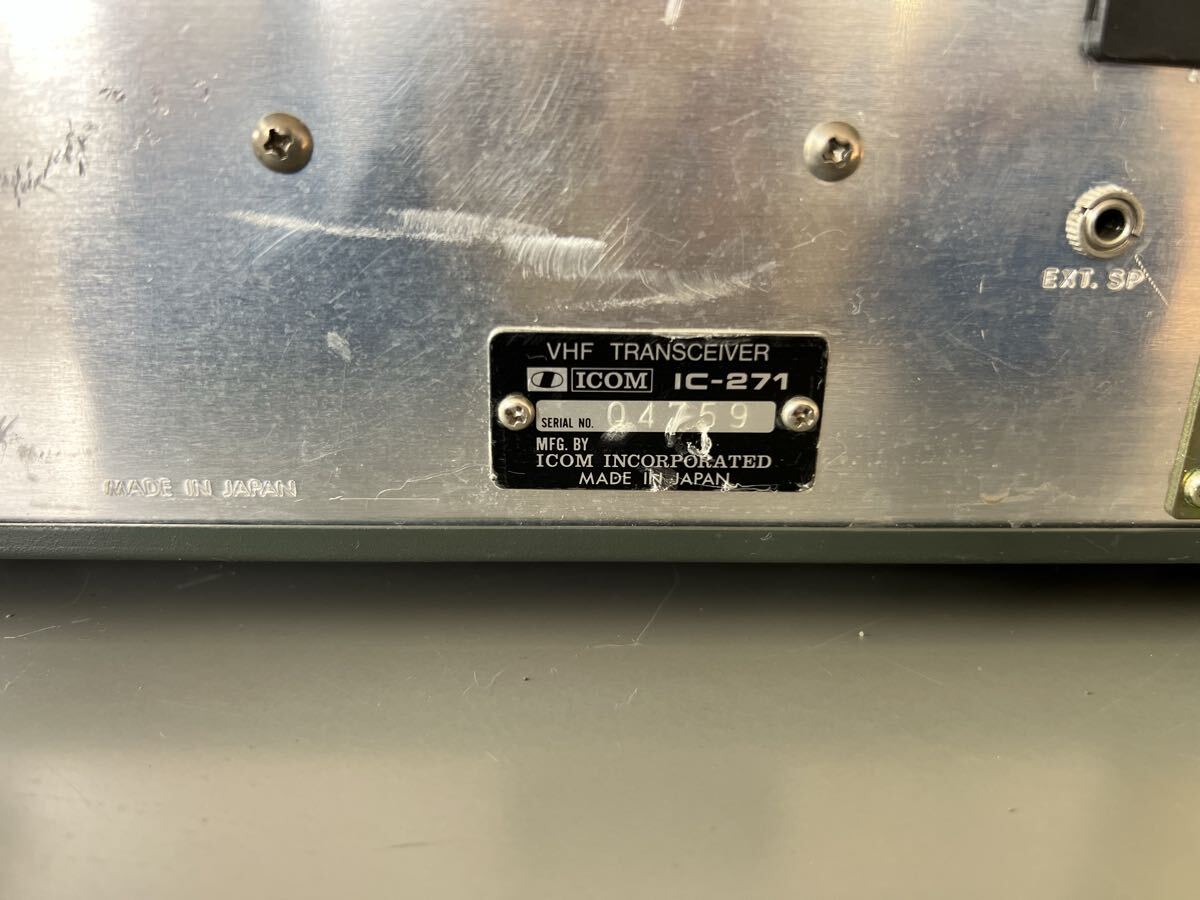 EXT. SP
VHF TRANSCEIVER
ICOM IC-271
SERIAL NO. 04759
MFG. BY
ICOM INCORPORATED
MADE IN JAPAN
MADE IN JAPAN